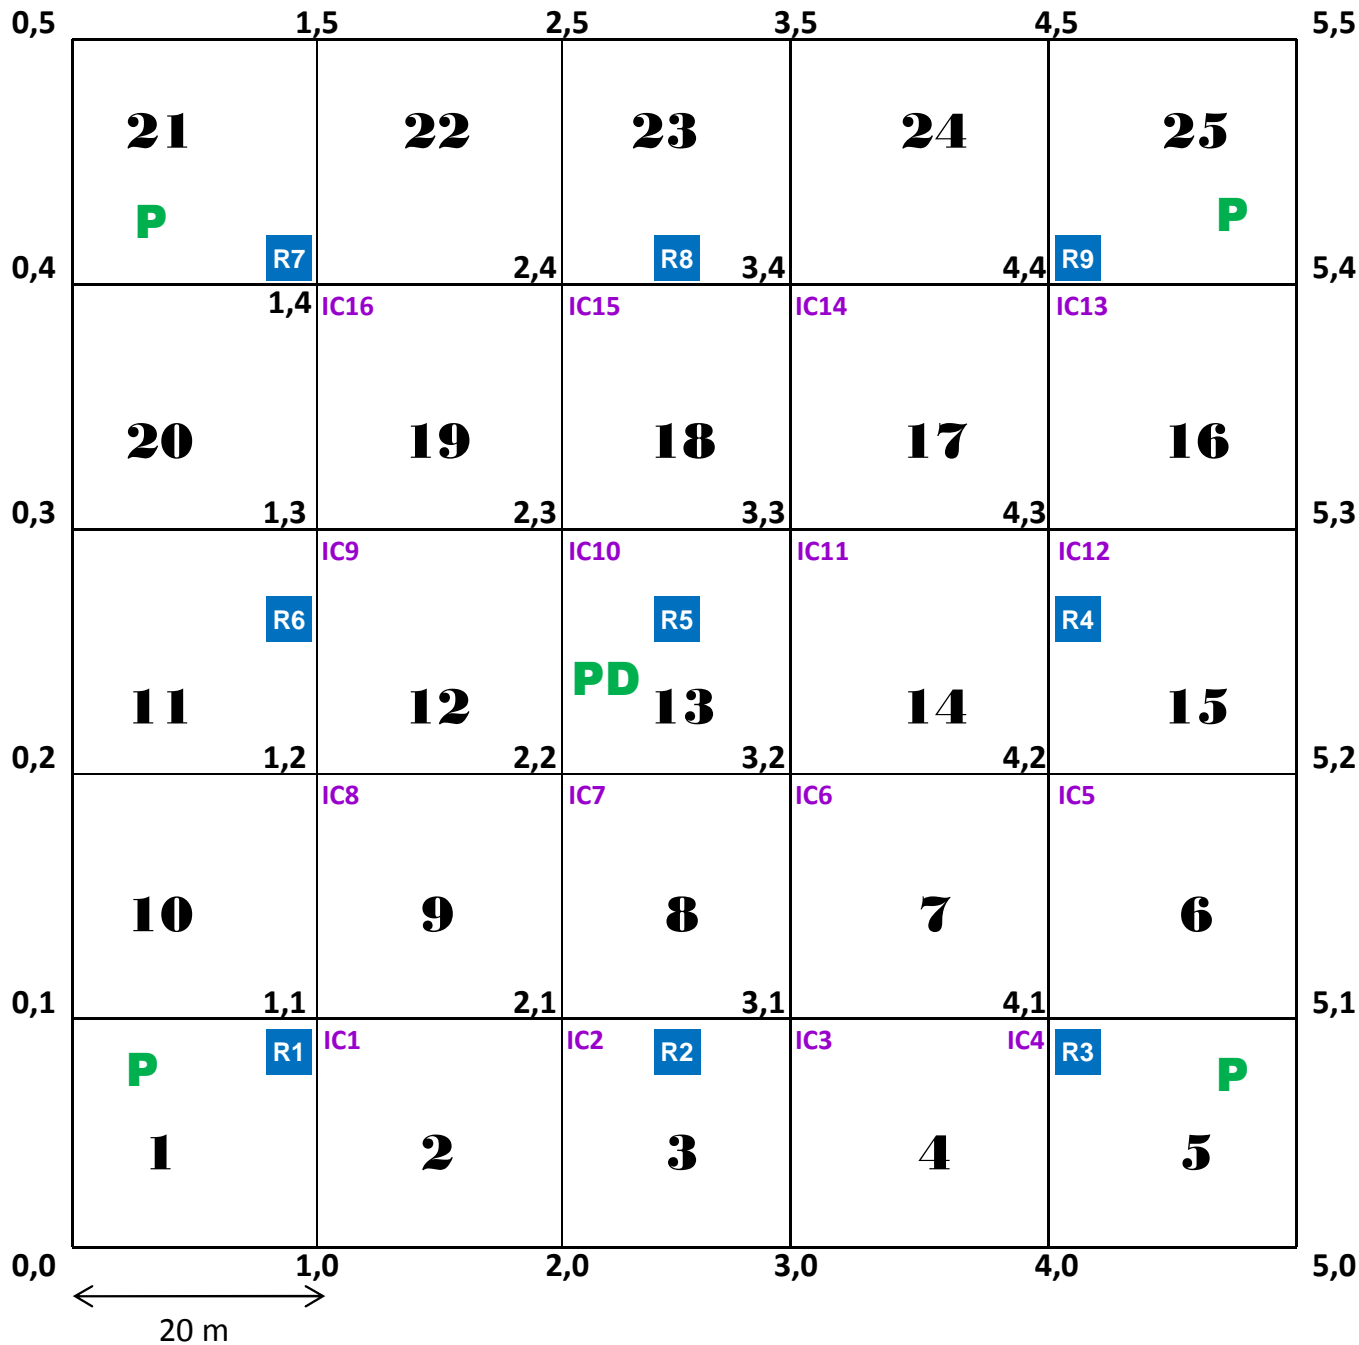 0,5 1,5 2,5 3,5 4,5 5,5
21 22 23 24 25
P P
R7 R8 R9
0,4 2,4 3,4 4,4 5,4
1,4 IC16 IC15 IC14 IC13
20 19 18 17 16
0,3 1,3 2,3 3,3 4,3 5,3
IC9 IC10 IC11 IC12
R6 R5 R4
PD
11 12 13 14 15
0,2 1,2 2,2 3,2 4,2 5,2
IC8 IC7 IC6 IC5
10 9 8 7 6
0,1 1,1 2,1 3,1 4,1 5,1
R1 IC1 IC2 R2 IC3 IC4 R3
P P
1 2 3 4 5
0,0 1,0 2,0 3,0 4,0 5,0
20 m